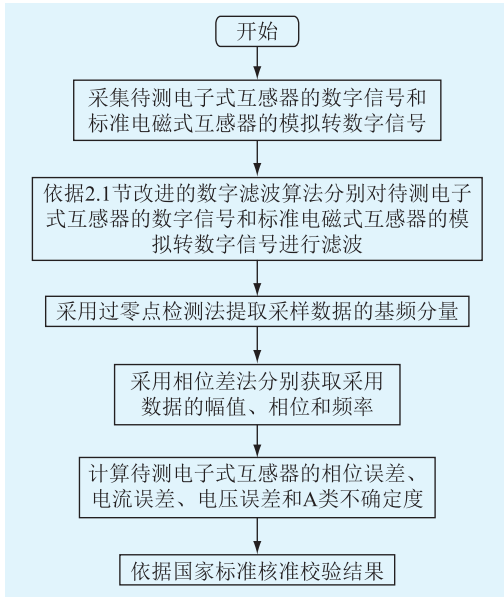 开始
采集待测电子式互感器的数字信号和
标准电磁式互感器的模拟转数字信号
依据2.1节改进的数字滤波算法分别对待测电子
式互感器的数字信号和标准电磁式互感器的模
拟转数字信号进行滤波
采用过零点检测法提取采样数据的基频分量
采用相位差法分别获取采用
数据的幅值、相位和频率
计算待测电子式互感器的相位误差、
电流误差、电压误差和A类不确定度
依据国家标准核准校验结果